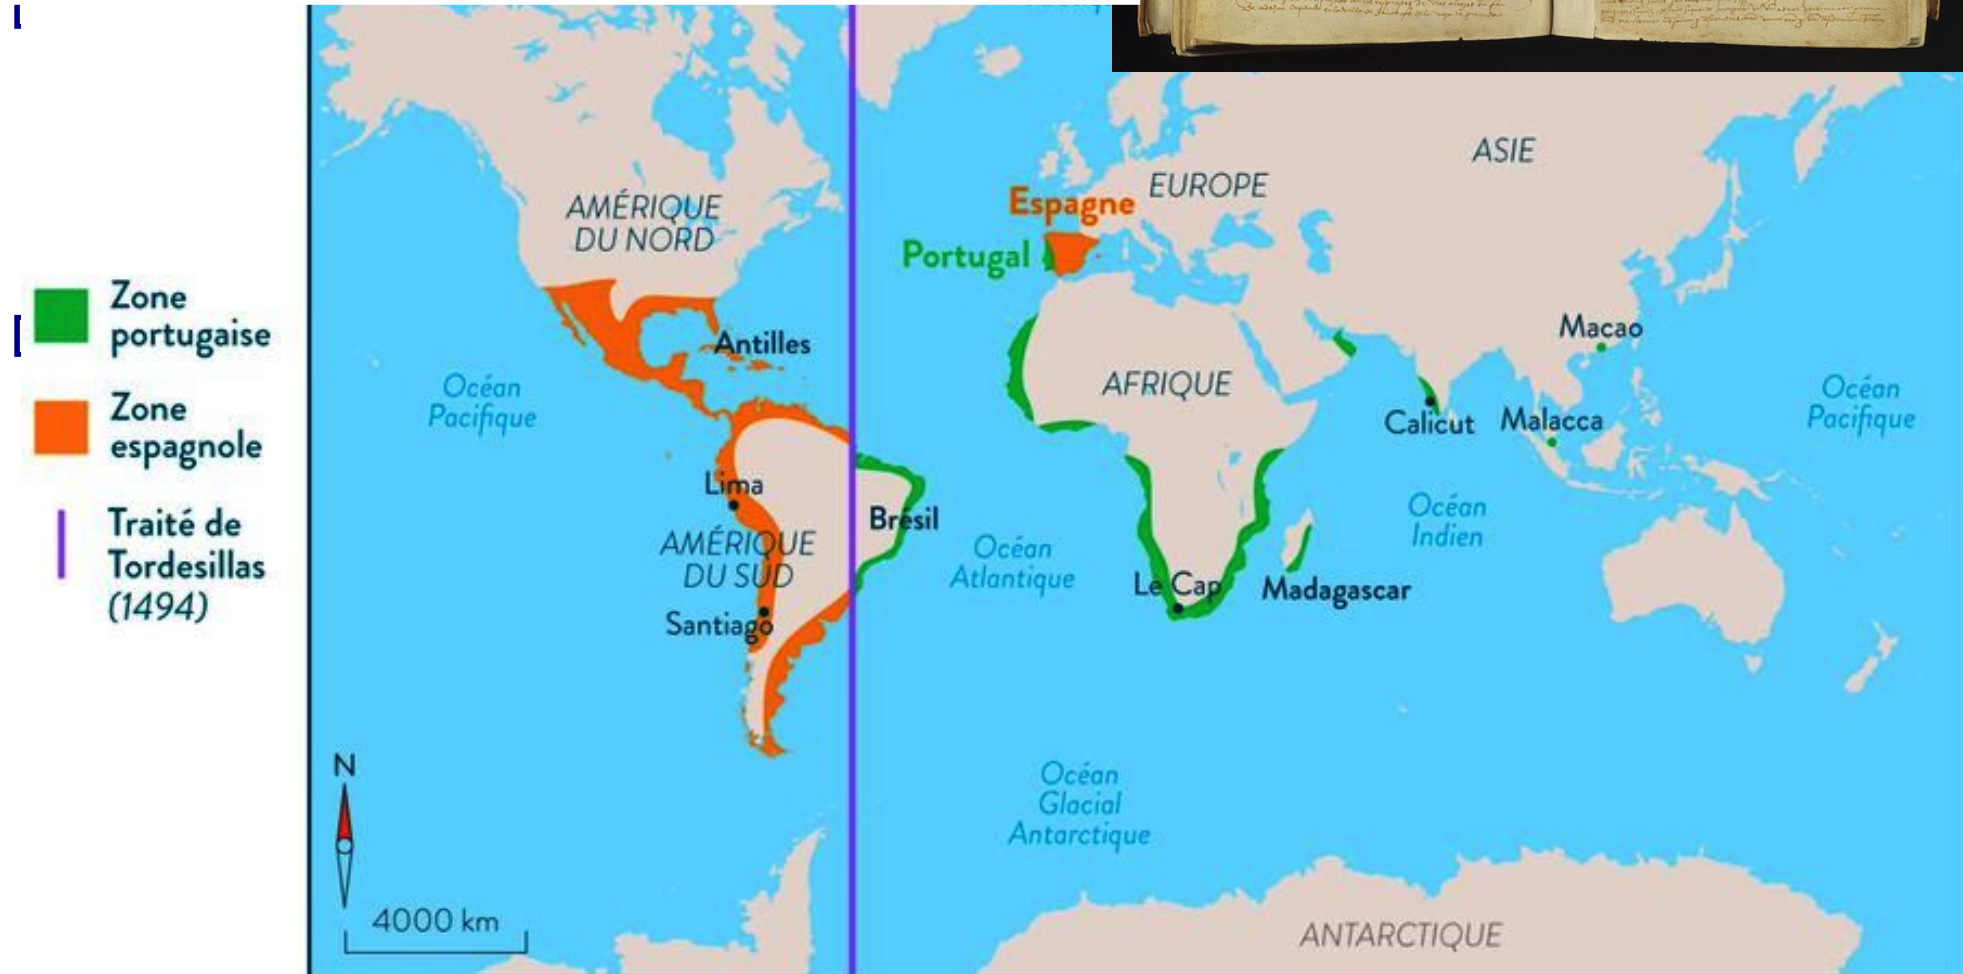 Zone
portugaise
Zone
espagnole
Traité de
Tordesillas
(1494)
AMÉRIQUE
DU NORD
Antilles
Océan
Pacifique
Lima
AMÉRIQUE
DU SUD
Santiago
Brésil
Océan
Atlantique
Espagne
Portugal
EUROPE
ASIE
AFRIQUE
Le Cap
Madagascar
Calicut
Malacca
Macao
Océan
Indien
Océan
Pacifique
Océan
Glacial
Antarctique
ANTARCTIQUE
N
4000 km